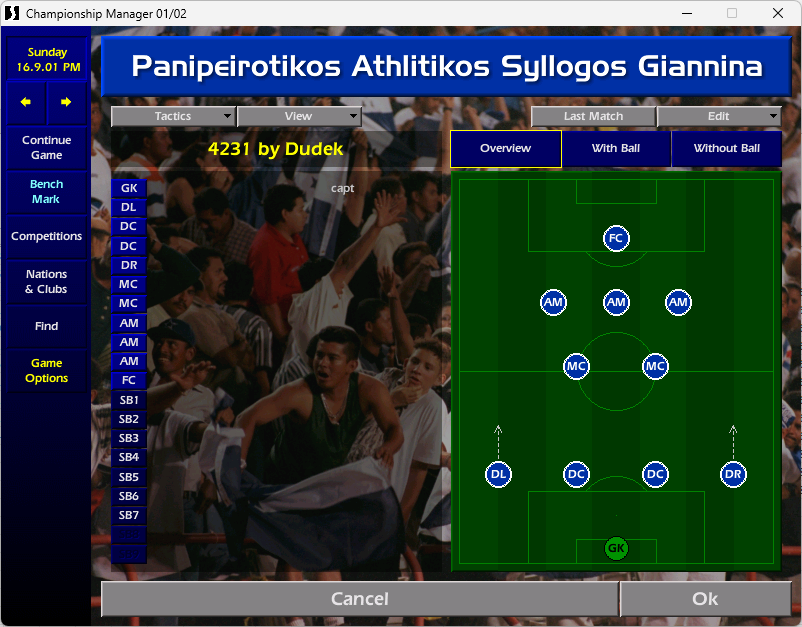 Championship Manager 01/02
Sunday
16.9.01 PM
Panipeirotikos Athlitikos Syllogos Giannina
Tactics
View
Last Match
Edit
Continue
Game
Bench
Mark
Competitions
Nations
& Clubs
Find
Game
Options
4231 by Dudek
Overview
With Ball
Without Ball
GK
capt
DL
DC
DC
DR
MC
MC
AM
AM
AM
FC
SB1
SB2
SB3
SB4
SB5
SB6
SB7
FC
AM AM AM
MC MC
DL DC DC DR
GK
Cancel
Ok